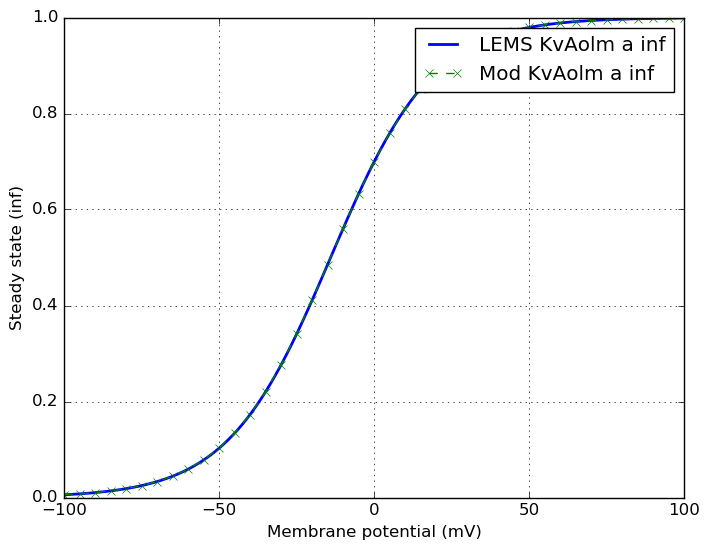 1.0
0.8
0.6
0.4
0.2
0.0
Steady state (inf)
LEMS KvAolm a inf
Mod KvAolm a inf
−100
−50
0
50
100
Membrane potential (mV)